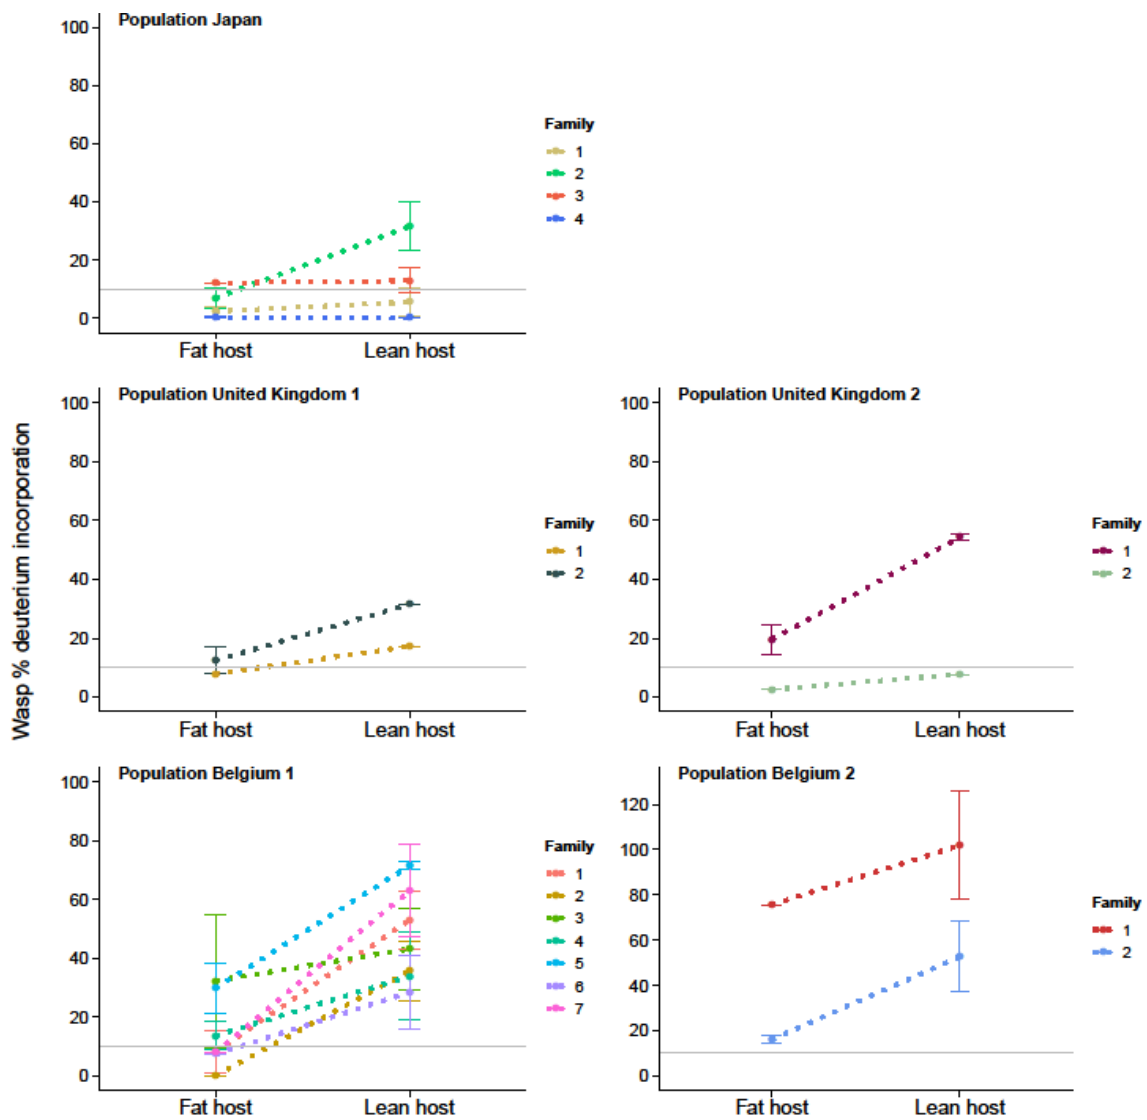 Population Japan
100
80
60
40
20
0
Fat host
Lean host
Family
1
2
3
4
Wasp % deuterium incorporation
Population United Kingdom 1
100
80
60
40
20
0
Fat host
Lean host
Family
1
2
Population United Kingdom 2
100
80
60
40
20
0
Fat host
Lean host
Family
1
2
Population Belgium 1
100
80
60
40
20
0
Fat host
Lean host
Family
1
2
3
4
5
6
7
Population Belgium 2
120
100
80
60
40
20
0
Fat host
Lean host
Family
1
2